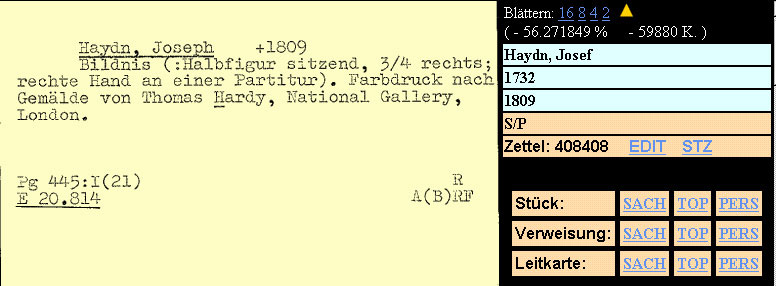 Haydn, Joseph +1809
Bildnis (:Halbfigur sitzend, 3/4 rechts;
rechte Hand an einer Partitur). Farbdruck nach
Gemälde von Thomas Hardy, National Gallery,
London.
Pg 445:I(21) R
E 20.814 A(B)RF
Blättern: 16 8 4 2
( - 56.271849 % - 59880 K. )
Haydn, Josef
1732
1809
S/P
Zettel: 408408 EDIT STZ
Stück: SACH TOP PERS
Verweisung: SACH TOP PERS
Leitkarte: SACH TOP PERS